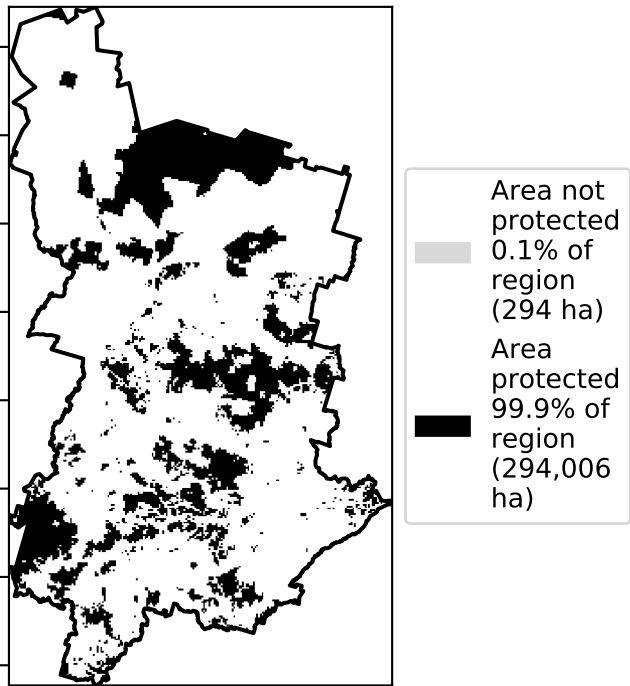 Area not
protected
0.1% of
region
(294 ha)
Area
protected
99.9% of
region
(294,006
ha)